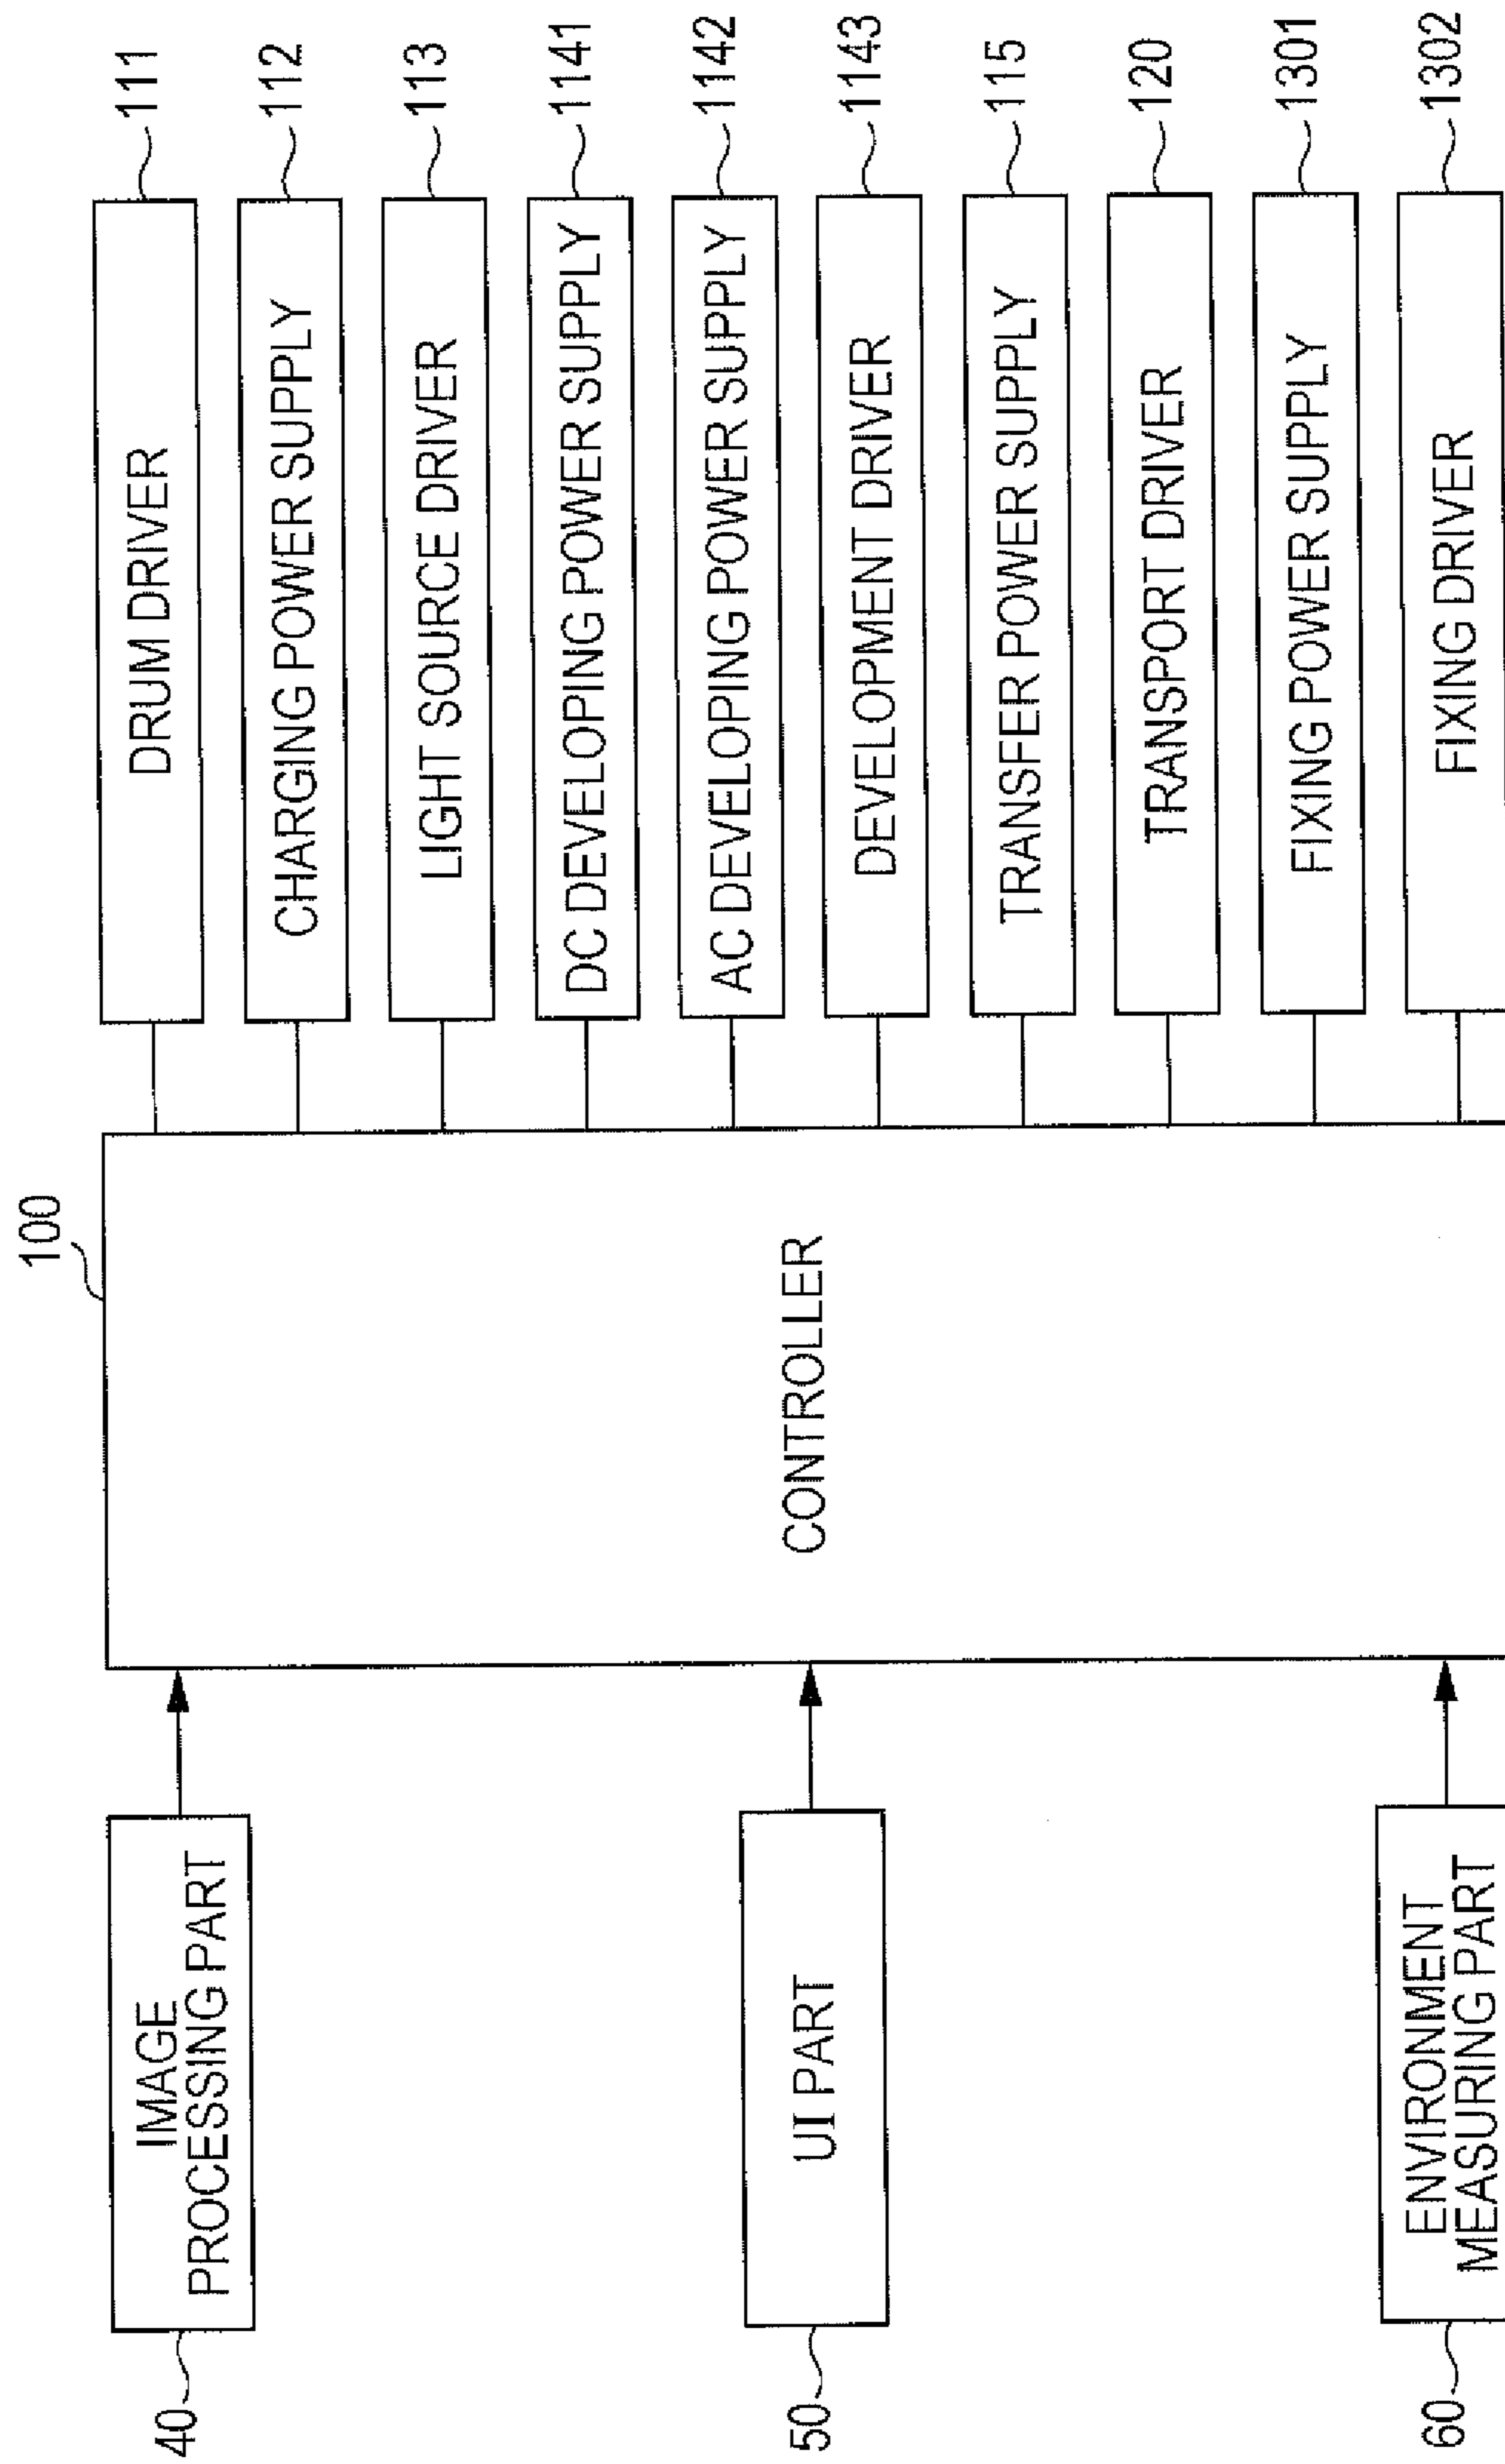 100
IMAGE
PROCESSING PART
40
UI PART
50
ENVIRONMENT
MEASURING PART
60
CONTROLLER
DRUM DRIVER
111
CHARGING POWER SUPPLY
112
LIGHT SOURCE DRIVER
113
DC DEVELOPING POWER SUPPLY
1141
AC DEVELOPING POWER SUPPLY
1142
DEVELOPMENT DRIVER
1143
TRANSFER POWER SUPPLY
115
TRANSPORT DRIVER
120
FIXING POWER SUPPLY
1301
FIXING DRIVER
1302